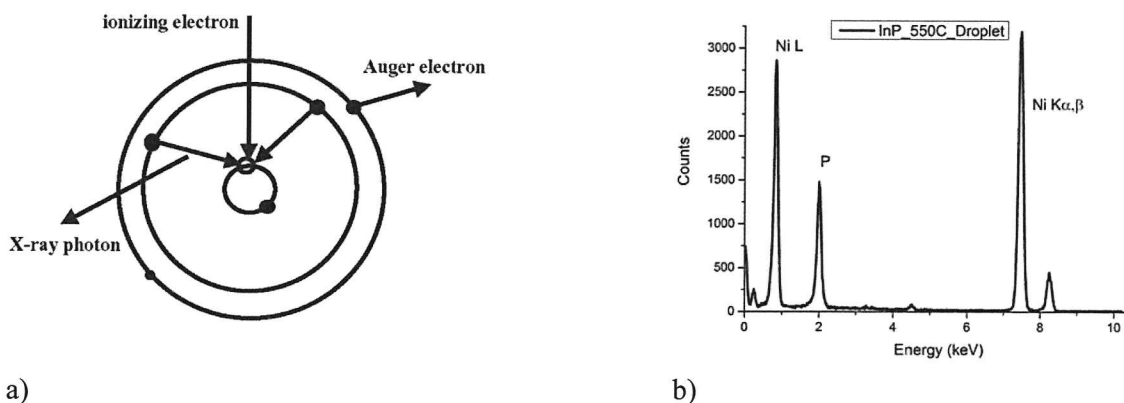 ionizing electron
Auger electron
X-ray photon
a)
InP_550C_Droplet
Ni L
P
Ni Kα,β
Counts
3000
2500
2000
1500
1000
500
0
0
2
4
6
8
10
Energy (keV)
b)